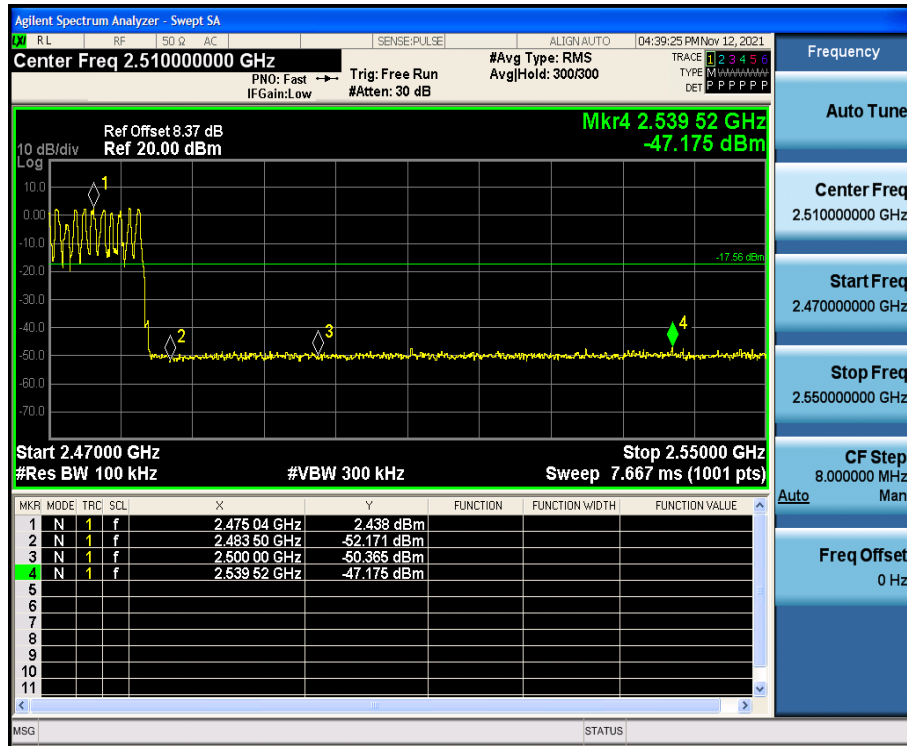 Agilent Spectrum Analyzer - Swept SA
LXI RL RF 50 Ω AC SENSE:PULSE ALIGN AUTO 04:39:25 PM Nov 12, 2021
Center Freq 2.510000000 GHz
PNO: Fast
IFGain:Low
Trig: Free Run
#Atten: 30 dB
#Avg Type: RMS
Avg|Hold: 300/300
TRACE 1 2 3 4 5 6
TYPE M WWWWW
DET P P P P P P
Frequency
Auto Tune
Center Freq
2.510000000 GHz
Start Freq
2.470000000 GHz
Stop Freq
2.550000000 GHz
CF Step
8.000000 MHz
Auto Man
Freq Offset
0 Hz
Mkr4 2.539 52 GHz
-47.175 dBm
Ref Offset 8.37 dB
10 dB/div Ref 20.00 dBm
Log
10.0
0.00
-10.0
-20.0
-30.0
-40.0
-50.0
-60.0
-70.0
1
2
3
4
-17.56 dBm
Start 2.47000 GHz Stop 2.55000 GHz
#Res BW 100 kHz #VBW 300 kHz Sweep 7.667 ms (1001 pts)
MKR MODE TRC SCL X Y FUNCTION FUNCTION WIDTH FUNCTION VALUE
1 N 1 f 2.475 04 GHz 2.438 dBm
2 N 1 f 2.483 50 GHz -52.171 dBm
3 N 1 f 2.500 00 GHz -50.365 dBm
4 N 1 f 2.539 52 GHz -47.175 dBm
5
6
7
8
9
10
11
MSG STATUS